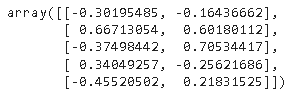 array([[-0.30195485, -0.16436662],
[ 0.66713054, 0.60180112],
[-0.37498442, 0.70534417],
[ 0.34049257, -0.25621686],
[-0.45520502, 0.21831525]])